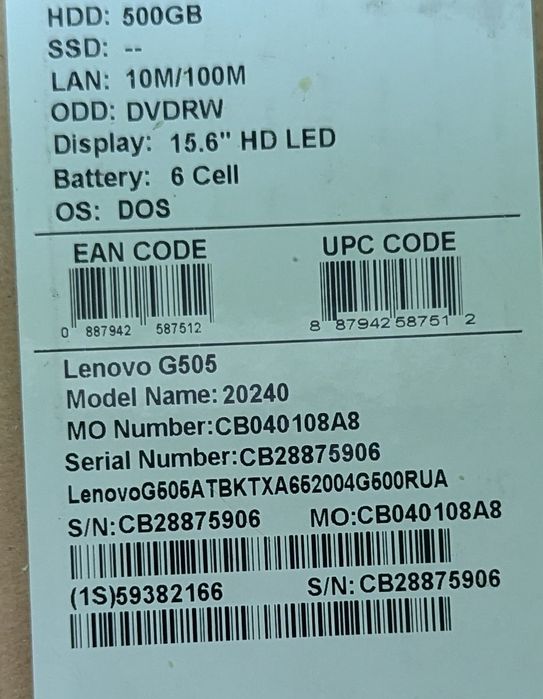 HDD: 500GB
SSD: --
LAN: 10M/100M
ODD: DVDRW
Display: 15.6" HD LED
Battery: 6 Cell
OS: DOS
EAN CODE
0 887942 587512
UPC CODE
8 87942 58751 2
Lenovo G505
Model Name: 20240
MO Number:CB040108A8
Serial Number:CB28875906
LenovoG505ATBKTXA652004G500RUA
S/N:CB28875906 MO:CB040108A8
(1S)59382166 S/N:CB28875906